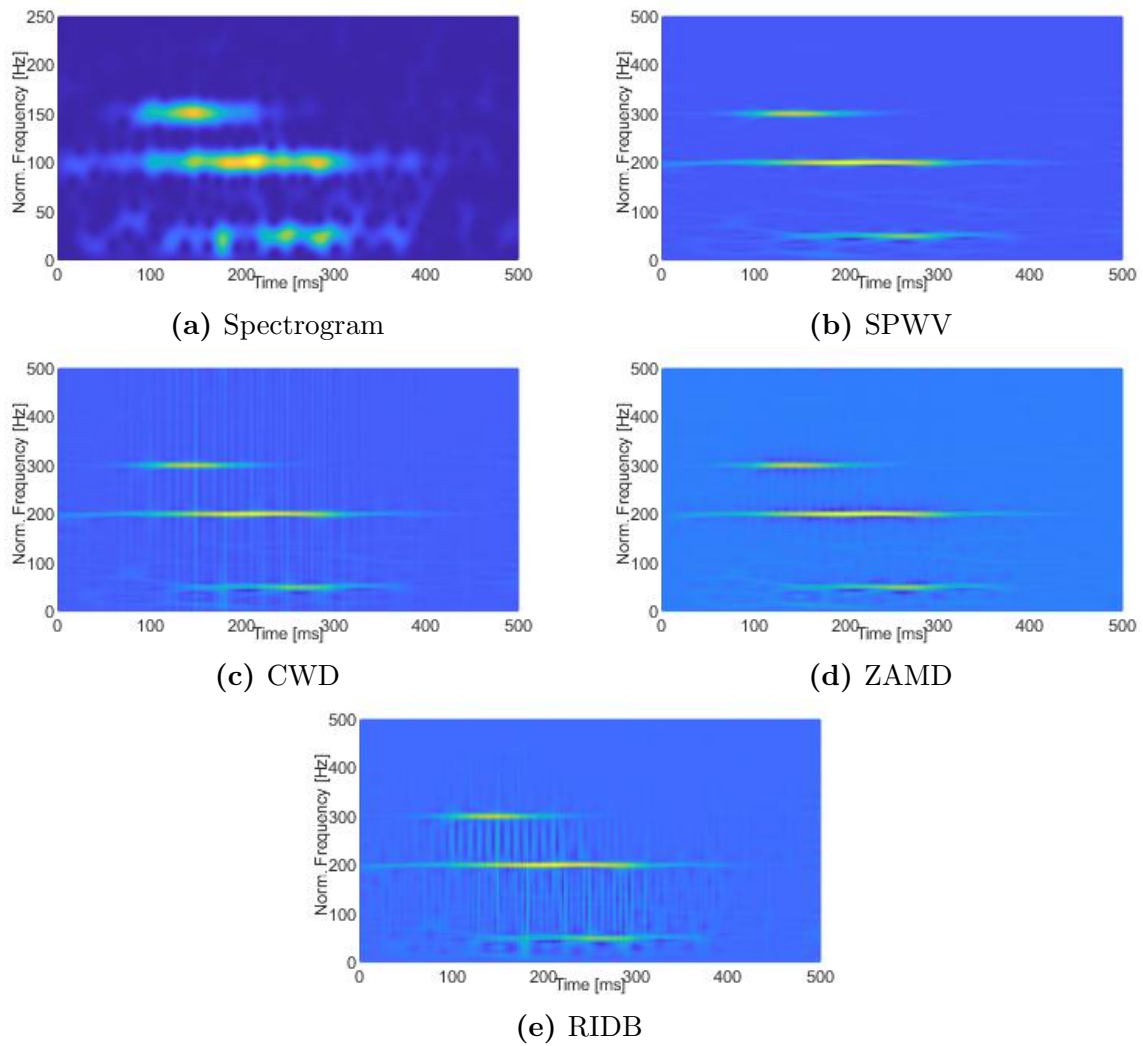 250
200
150
100
50
0
Norm. Frequency [Hz]
0 100 200 300 400 500
Time [ms]
(a) Spectrogram
500
400
300
200
100
0
Norm. Frequency [Hz]
0 100 200 300 400 500
Time [ms]
(b) SPWV
500
400
300
200
100
0
Norm. Frequency [Hz]
0 100 200 300 400 500
Time [ms]
(c) CWD
500
400
300
200
100
0
Norm. Frequency [Hz]
0 100 200 300 400 500
Time [ms]
(d) ZAMD
500
400
300
200
100
0
Norm. Frequency [Hz]
0 100 200 300 400 500
Time [ms]
(e) RIDB